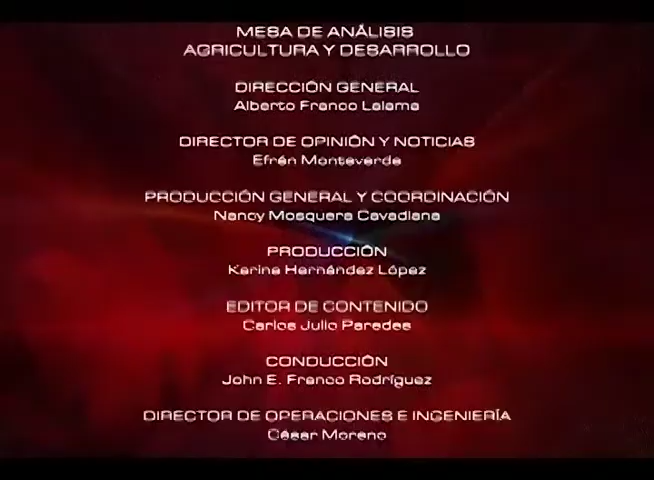 MESA DE ANÁLISIS
AGRICULTURA Y DESARROLLO
DIRECCIÓN GENERAL
Alberto Franco Lalama
DIRECTOR DE OPINIÓN Y NOTICIAS
Efrén Monteverde
PRODUCCIÓN GENERAL Y COORDINACIÓN
Nancy Mosquera Cavadiana
PRODUCCIÓN
Karina Hernández López
EDITOR DE CONTENIDO
Carlos Julio Paredes
CONDUCCIÓN
John E. Franco Rodríguez
DIRECTOR DE OPERACIONES E INGENIERÍA
César Moreno